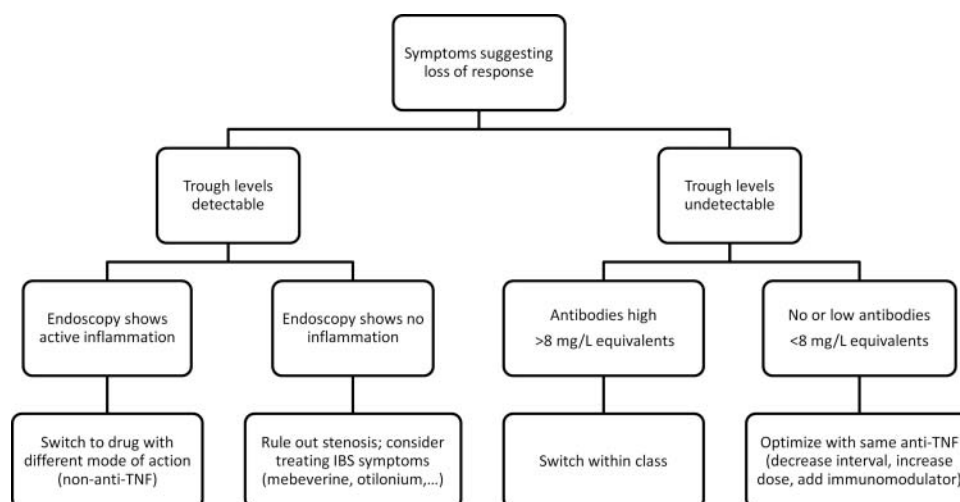 Symptoms suggesting
loss of response
Trough levels
detectable
Trough levels
undetectable
Endoscopy shows
active inflammation
Endoscopy shows no
inflammation
Antibodies high
>8 mg/L equivalents
No or low antibodies
<8 mg/L equivalents
Switch to drug with
different mode of action
(non-anti-TNF)
Rule out stenosis; consider
treating IBS symptoms
(mebeverine, otilonium,...)
Switch within class
Optimize with same anti-TNF
(decrease interval, increase
dose, add immunomodulator)